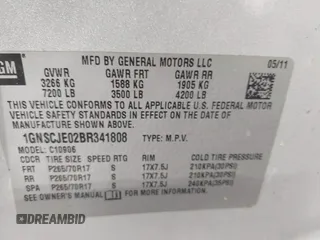 GM
MFD BY GENERAL MOTORS LLC
05/11
GVWR GAWR FRT GAWR RR
3266 KG 1588 KG 1905 KG
7200 LB 3500 LB 4200 LB
THIS VEHICLE CONFORMS TO ALL APPLICABLE U.S. FEDERAL MOTOR
VEHICLE SAFETY STANDARDS IN EFFECT ON THE DATE OF
MANUFACTURE SHOWN ABOVE.
1GNSCJE02BR341808 TYPE: M.P.V.
MODEL: C10906
CDCR TIRE SIZE SPEED RTG RIM COLD TIRE PRESSURE
FRT P265/70R17 S 17X7.5J 210KPA(30PSI)
RR P265/70R17 S 17X7.5J 210KPA(30PSI)
SPA P265/70R17 S 17X7.5J 240KPA(35PSI)
SEE OWNER'S MANUAL FOR